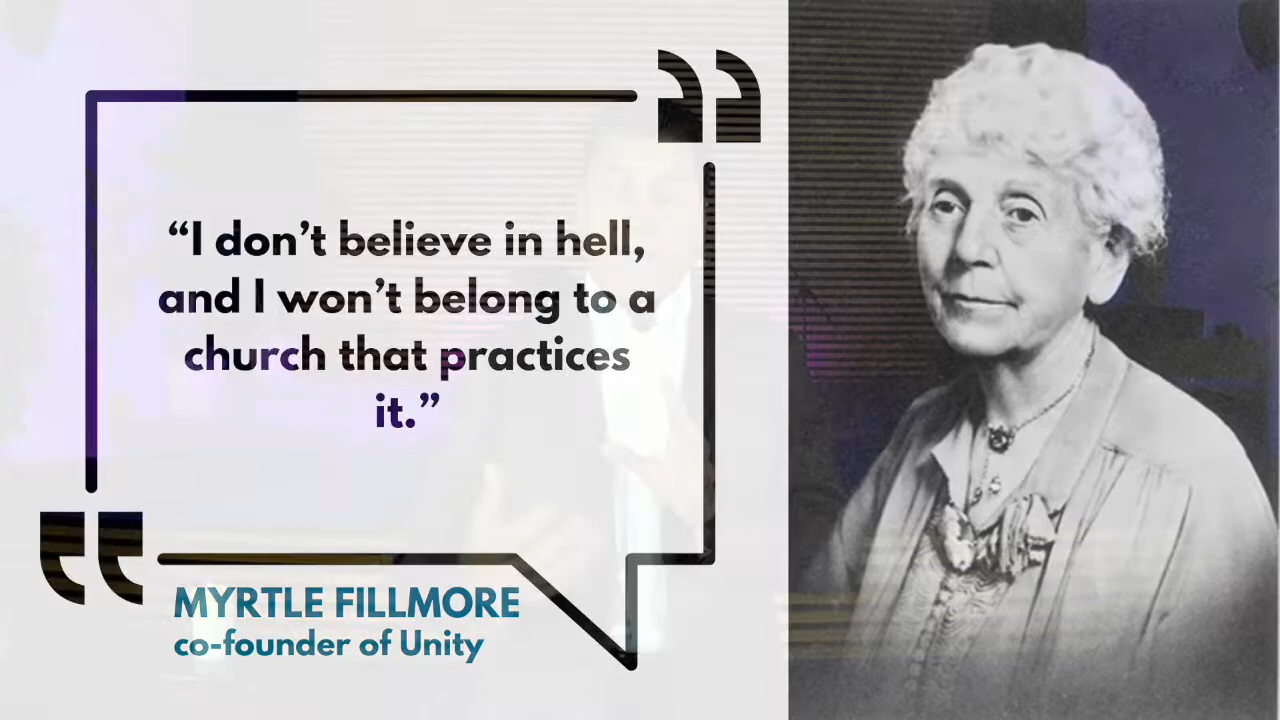 “I don’t believe in hell,
and I won’t belong to a
church that practices
it.”
MYRTLE FILLMORE
co-founder of Unity